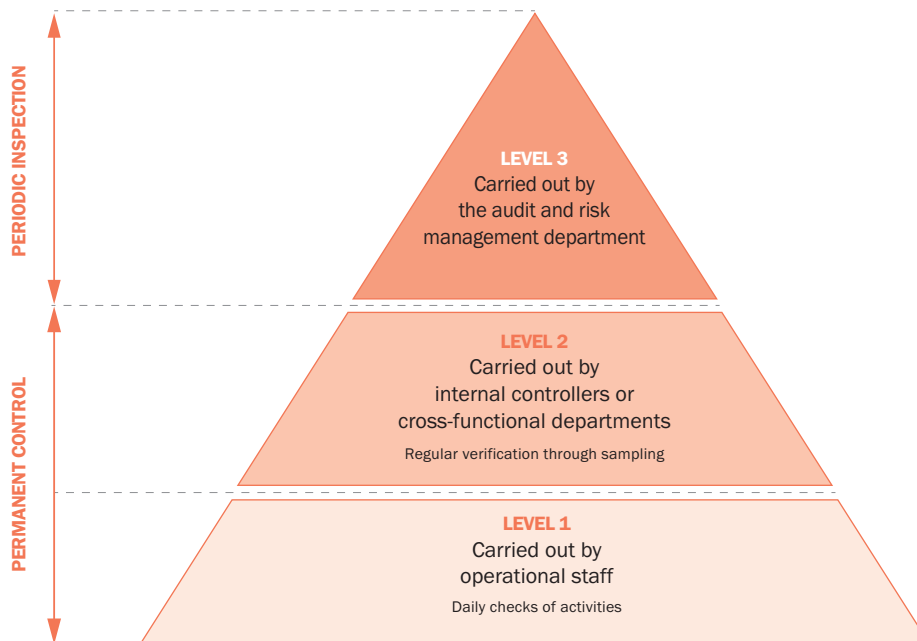 PERIODIC INSPECTION
LEVEL 3
Carried out by
the audit and risk
management department
PERMANENT CONTROL
LEVEL 2
Carried out by
internal controllers or
cross-functional departments
Regular verification through sampling
LEVEL 1
Carried out by
operational staff
Daily checks of activities